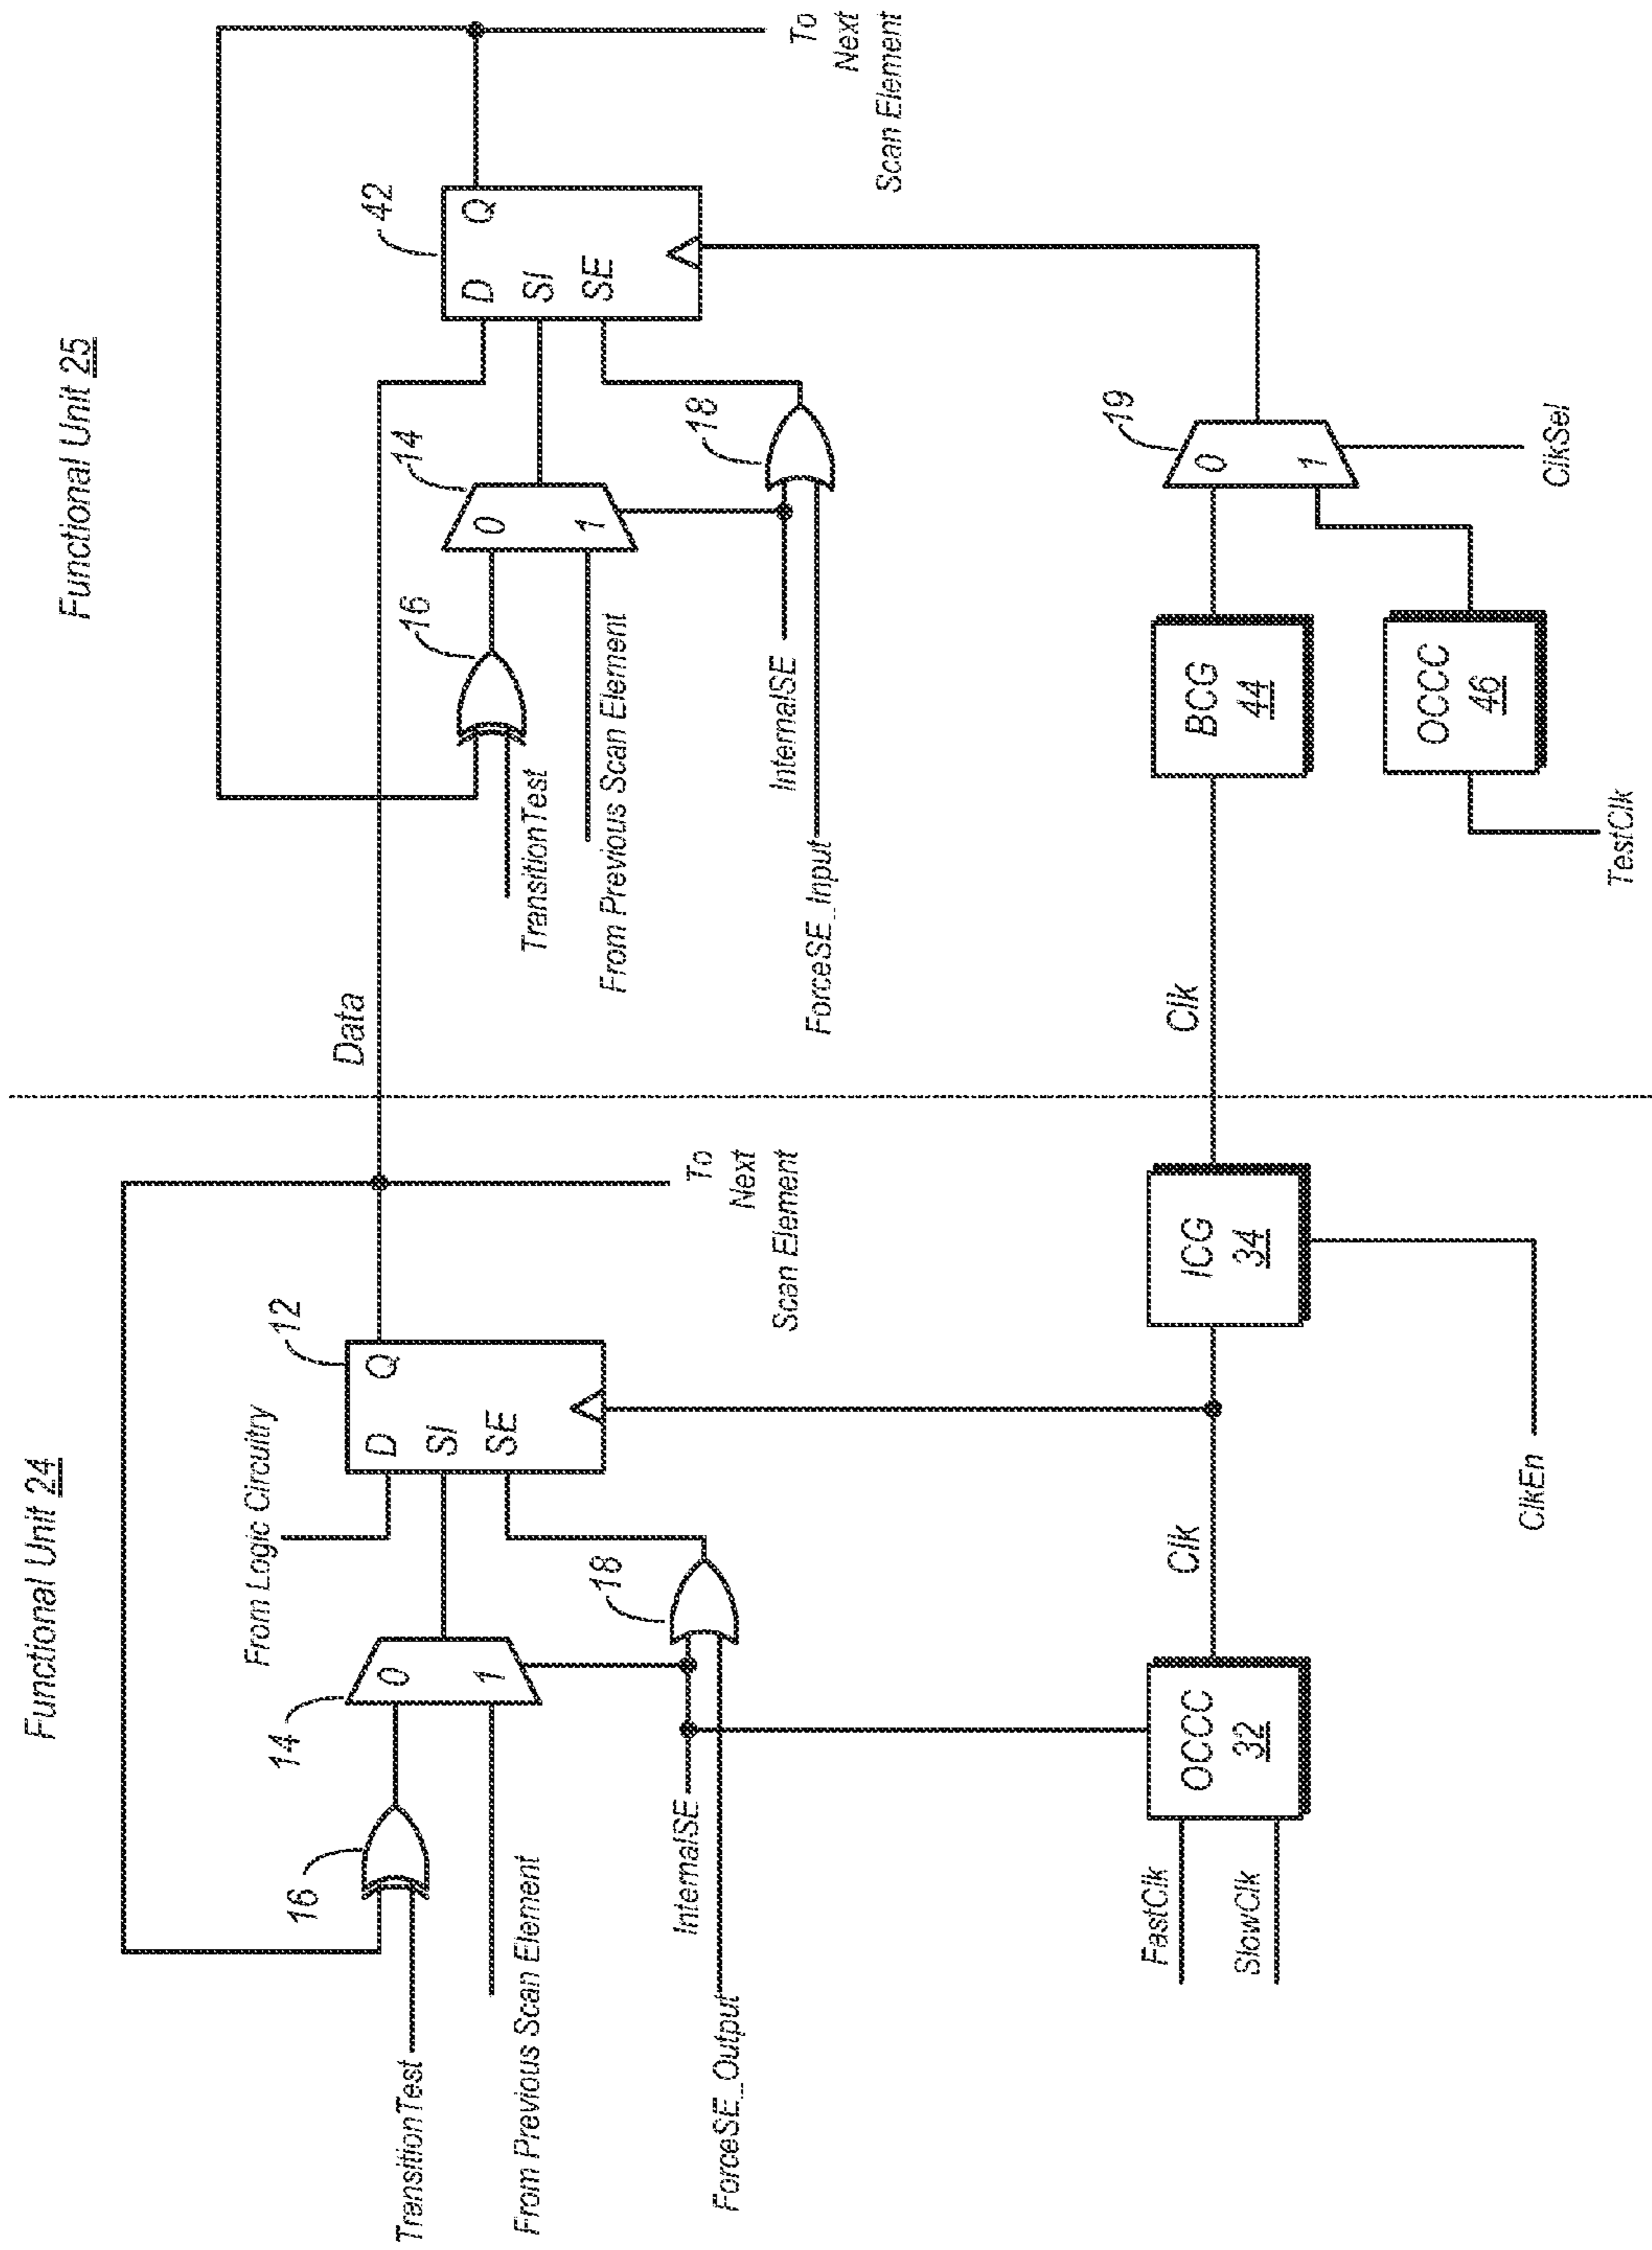 Functional Unit 24
From Logic Circuitry
12
D
Q
SI
SE
14
0
1
16
18
TransitionTest
From Previous Scan Element
InternalSE
ForceSE_Output
To
Next
Scan Element
FastClk
SlowClk
OCCC
32
Clk
ICG
34
ClkEn
Functional Unit 25
Data
42
D
Q
SI
SE
14
0
1
16
18
TransitionTest
From Previous Scan Element
InternalSE
ForceSE_Input
To
Next
Scan Element
Clk
BCG
44
19
0
1
OCCC
46
TestClk
ClkSel